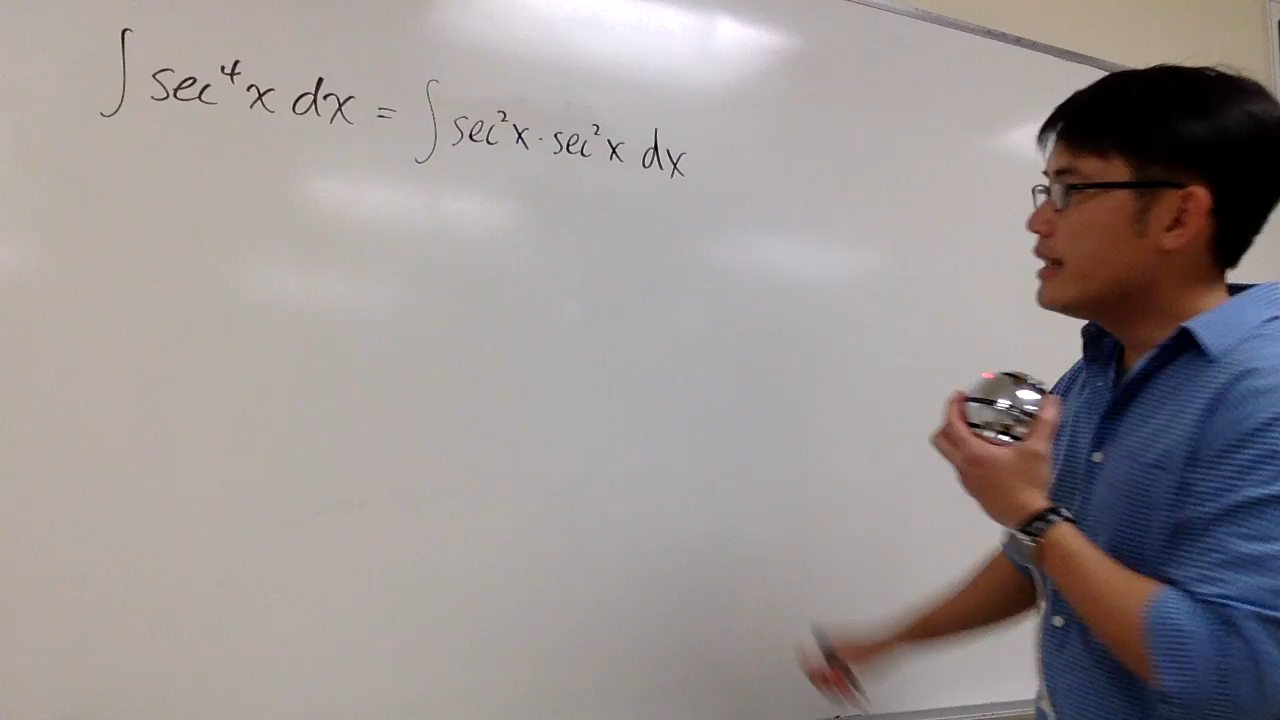 ∫ sec⁴x dx = ∫ sec²x · sec²x dx